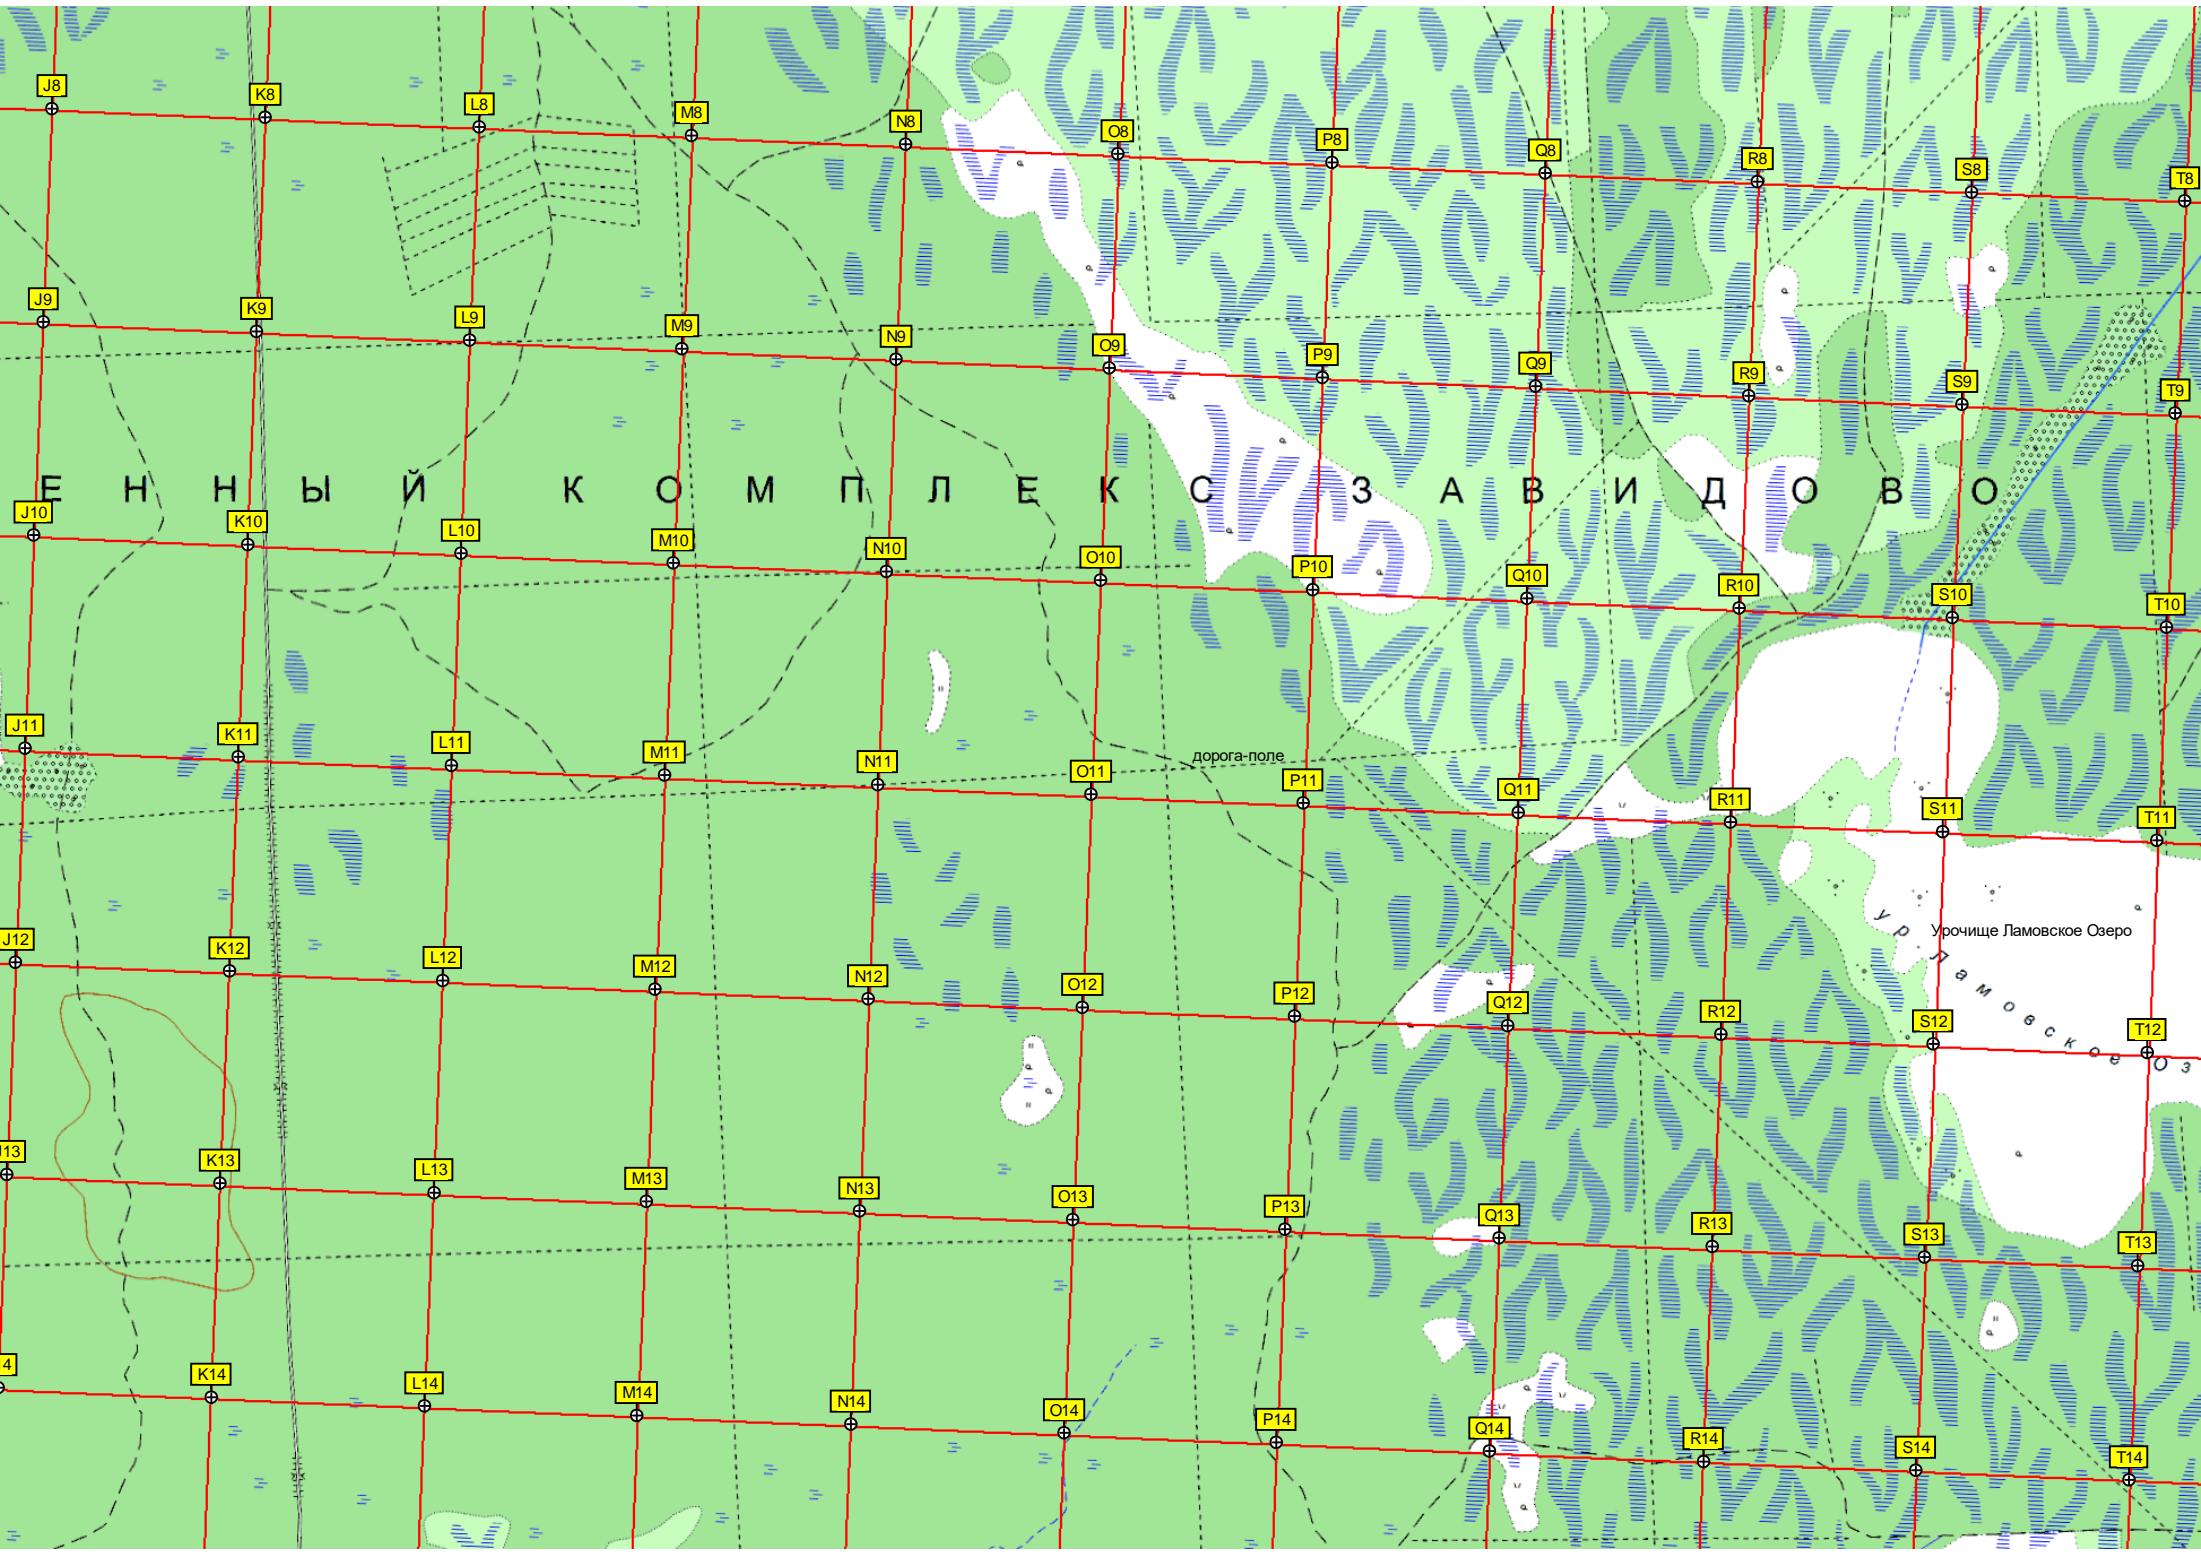 J8 K8 L8 M8 N8 O8 P8 Q8 R8 S8 T8
J9 K9 L9 M9 N9 O9 P9 Q9 R9 S9 T9
ЕННЫЙ КОМПЛЕКС ЗАВИДОВО
J10 K10 L10 M10 N10 O10 P10 Q10 R10 S10 T10
J11 K11 L11 M11 N11 O11 P11 Q11 R11 S11 T11
дорога-поле
Урочище Ламовское Озеро
ур. Ламовское Оз
J12 K12 L12 M12 N12 O12 P12 Q12 R12 S12 T12
J13 K13 L13 M13 N13 O13 P13 Q13 R13 S13 T13
4 K14 L14 M14 N14 O14 P14 Q14 R14 S14 T14